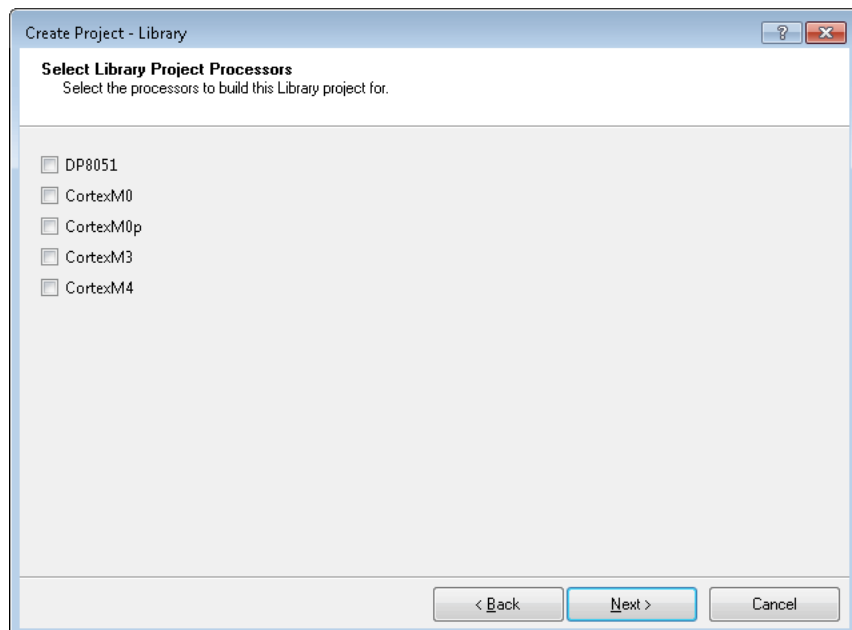 Create Project - Library
Select Library Project Processors
Select the processors to build this Library project for.
DP8051
CortexM0
CortexM0p
CortexM3
CortexM4
< Back Next > Cancel